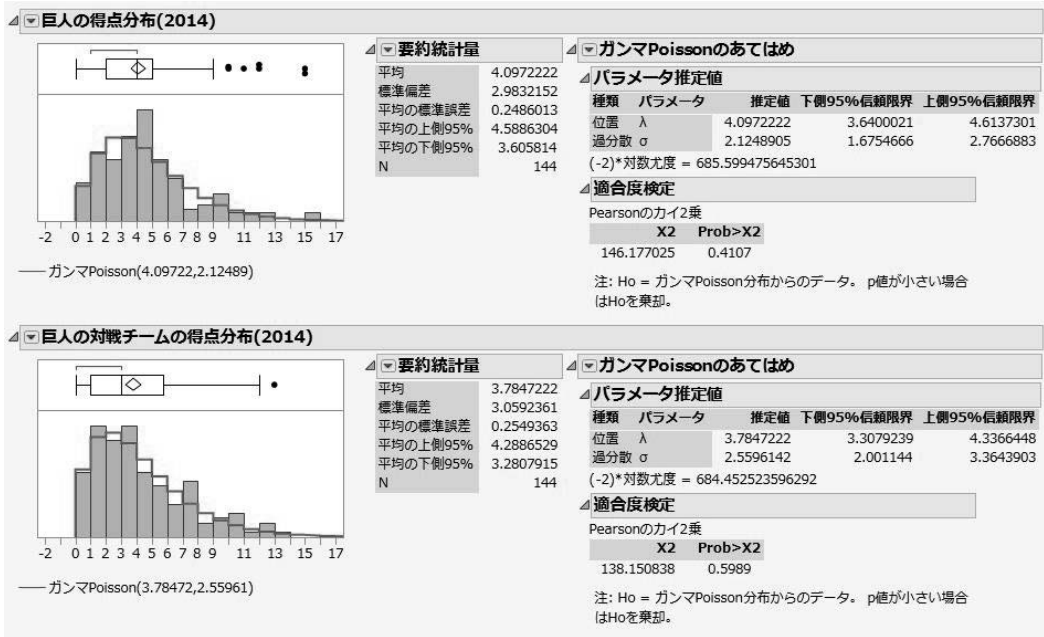 巨人の得点分布(2014)
-2 0 1 2 3 4 5 6 7 8 9 11 13 15 17
ガンマPoisson(4.09722,2.12489)
要約統計量
平均 4.0972222
標準偏差 2.9832152
平均の標準誤差 0.2486013
平均の上側95% 4.5886304
平均の下側95% 3.605814
N 144
ガンマPoissonのあてはめ
パラメータ推定値
種類 パラメータ 推定値 下側95%信頼限界 上側95%信頼限界
位置 λ 4.0972222 3.6400021 4.6137301
過分散 σ 2.1248905 1.6754666 2.7666883
(-2)*対数尤度 = 685.599475645301
適合度検定
Pearsonのカイ2乗
X2 Prob>X2
146.177025 0.4107
注: Ho = ガンマPoisson分布からのデータ。 p値が小さい場合
はHoを棄却。
巨人の対戦チームの得点分布(2014)
-2 0 1 2 3 4 5 6 7 8 9 11 13 15 17
ガンマPoisson(3.78472,2.55961)
要約統計量
平均 3.7847222
標準偏差 3.0592361
平均の標準誤差 0.2549363
平均の上側95% 4.2886529
平均の下側95% 3.2807915
N 144
ガンマPoissonのあてはめ
パラメータ推定値
種類 パラメータ 推定値 下側95%信頼限界 上側95%信頼限界
位置 λ 3.7847222 3.3079239 4.3366448
過分散 σ 2.5596142 2.001144 3.3643903
(-2)*対数尤度 = 684.452523596292
適合度検定
Pearsonのカイ2乗
X2 Prob>X2
138.150838 0.5989
注: Ho = ガンマPoisson分布からのデータ。 p値が小さい場合
はHoを棄却。